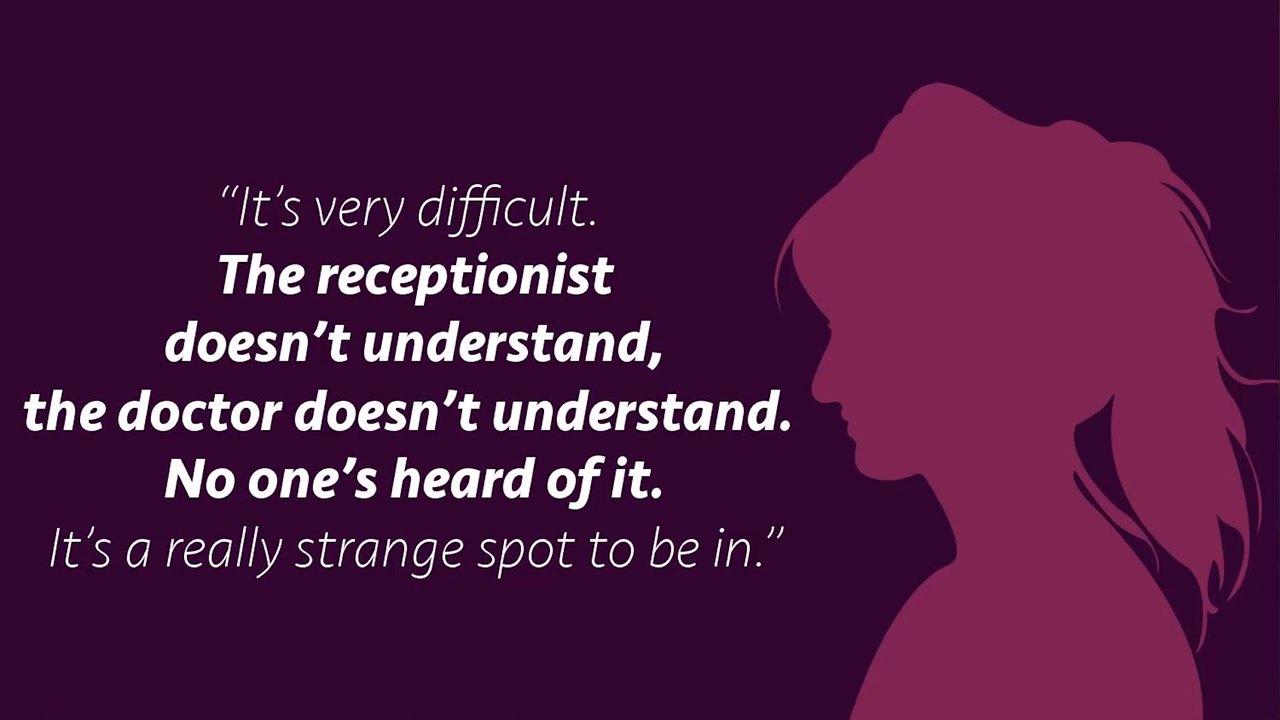 “It’s very difficult.
The receptionist
doesn’t understand,
the doctor doesn’t understand.
No one’s heard of it.
It’s a really strange spot to be in.”